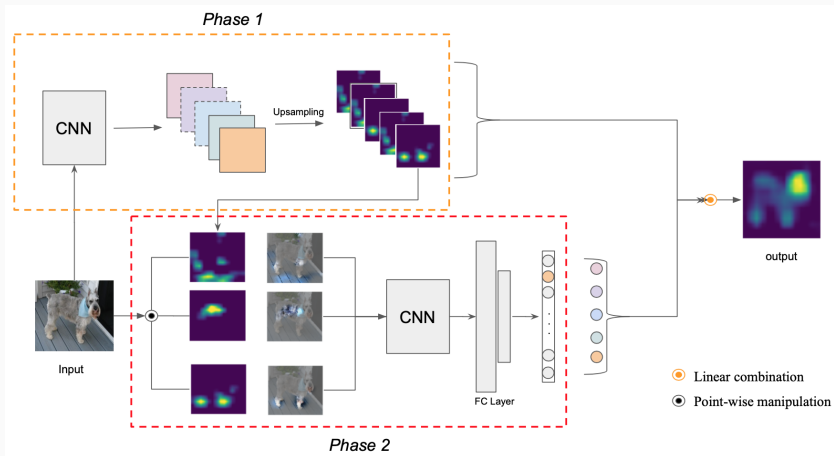 Phase 1
CNN
Upsampling
output
Input
CNN
FC Layer
Linear combination
Point-wise manipulation
Phase 2